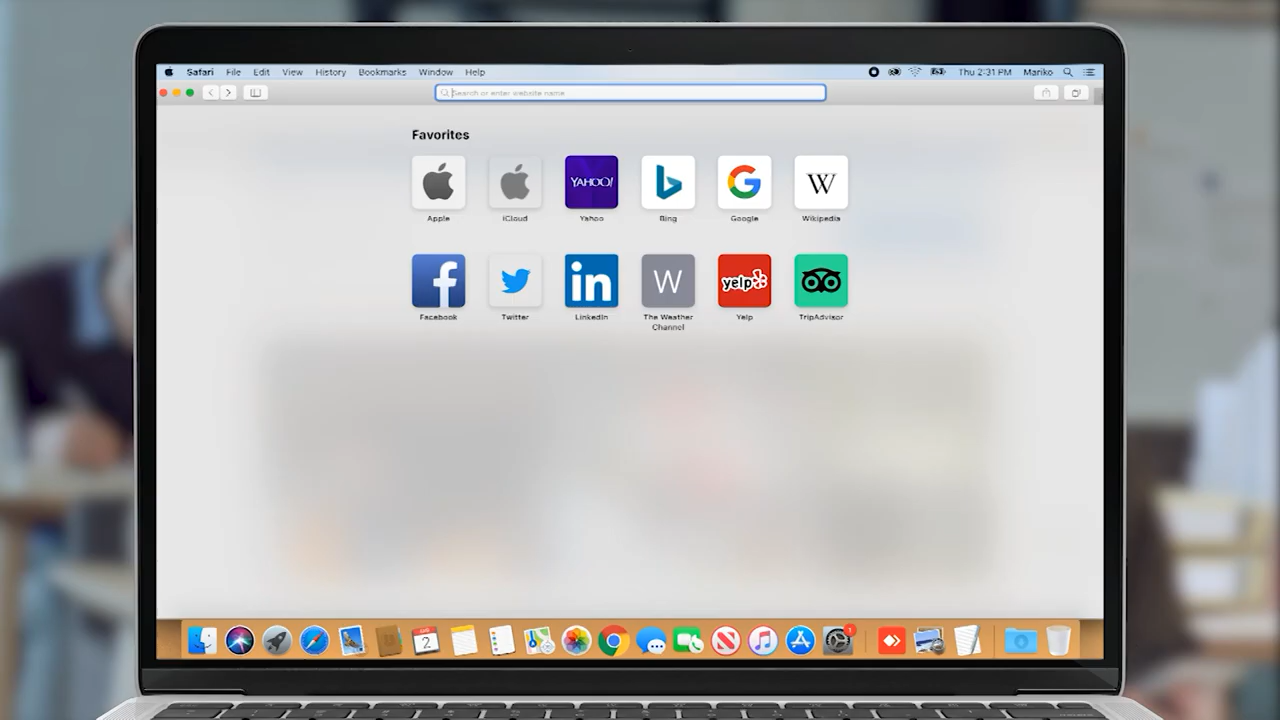 Safari File Edit View History Bookmarks Window Help Thu 2:31 PM Mariko
Search or enter website name
Favorites
YAHOO!
W
Apple iCloud Yahoo Bing Google Wikipedia
f in W yelp
Facebook Twitter LinkedIn The Weather Channel Yelp TripAdvisor
2
1